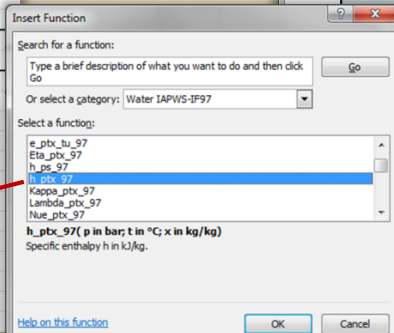 Insert Function
Search for a function:
Type a brief description of what you want to do and then click
Go
Go
Or select a category: Water IAPWS-IF97
Select a function:
e_ptx_tu_97
Eta_ptx_97
h_ps_97
h_ptx_97
Kappa_ptx_97
Lambda_ptx_97
Nue_ptx_97
h_ptx_97( p in bar; t in °C; x in kg/kg)
Specific enthalpy h in kJ/kg.
Help on this function
OK
Cancel